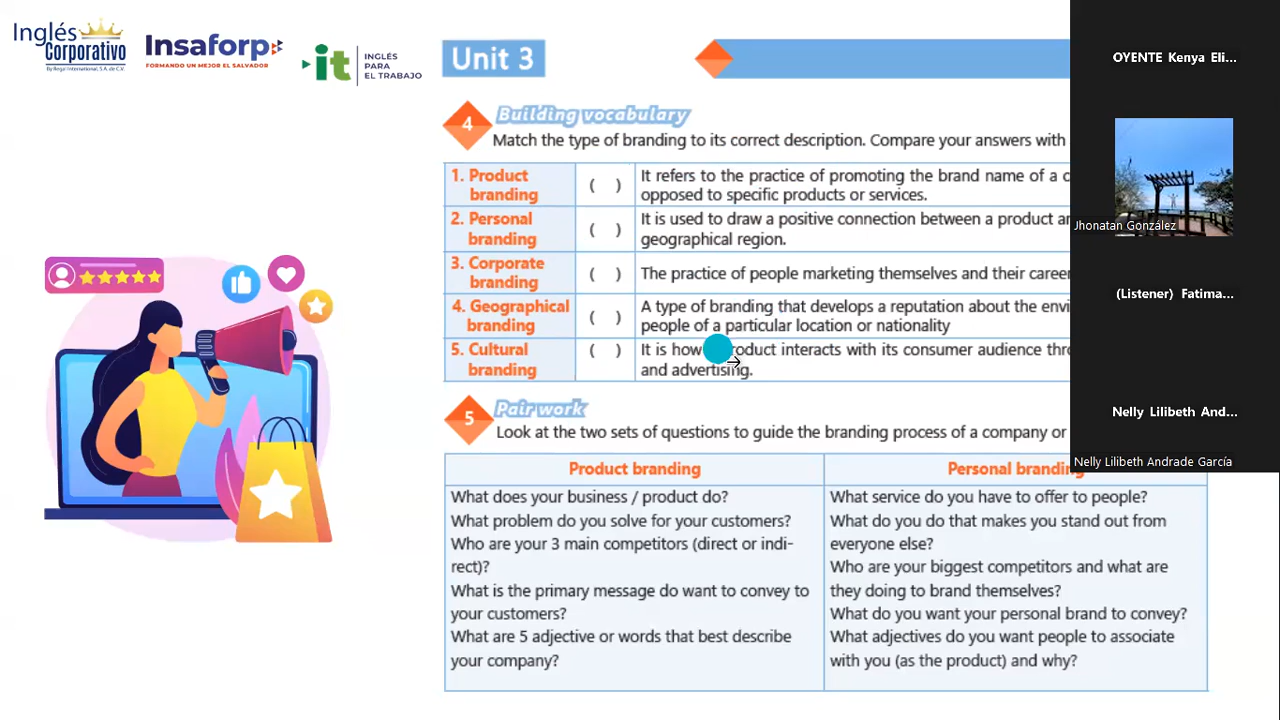 Inglés
Corporativo
By Regal International, S.A. de C.V.
Insaforp
FORMANDO UN MEJOR EL SALVADOR
it
INGLÉS
PARA
EL TRABAJO
Unit 3
4
Building vocabulary
Match the type of branding to its correct description. Compare your answers with
1. Product
branding
( )
It refers to the practice of promoting the brand name of a c
opposed to specific products or services.
2. Personal
branding
( )
It is used to draw a positive connection between a product an
geographical region.
3. Corporate
branding
( )
The practice of people marketing themselves and their career
4. Geographical
branding
( )
A type of branding that develops a reputation about the envi
people of a particular location or nationality
5. Cultural
branding
( )
It is how product interacts with its consumer audience thr
and advertising.
5
Pair work
Look at the two sets of questions to guide the branding process of a company or
Product branding
What does your business / product do?
What problem do you solve for your customers?
Who are your 3 main competitors (direct or indi-
rect)?
What is the primary message do want to convey to
your customers?
What are 5 adjective or words that best describe
your company?
Personal branding
What service do you have to offer to people?
What do you do that makes you stand out from
everyone else?
Who are your biggest competitors and what are
they doing to brand themselves?
What do you want your personal brand to convey?
What adjectives do you want people to associate
with you (as the product) and why?
OYENTE Kenya Eli...
Jhonatan González
(Listener) Fatima...
Nelly Lilibeth And...
Nelly Lilibeth Andrade García